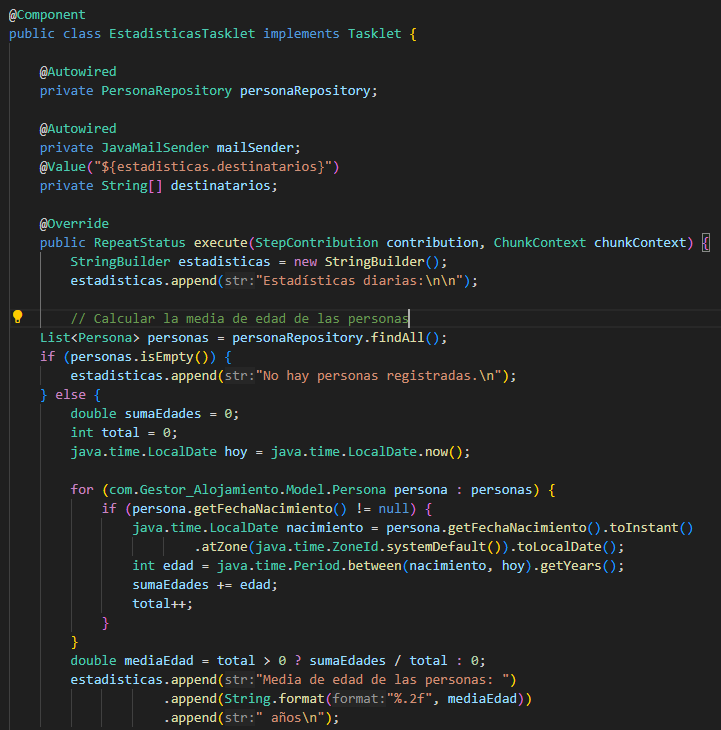 @Component
public class EstadisticasTasklet implements Tasklet {
@Autowired
private PersonaRepository personaRepository;
@Autowired
private JavaMailSender mailSender;
@Value("${estadisticas.destinatarios}")
private String[] destinatarios;
@Override
public RepeatStatus execute(StepContribution contribution, ChunkContext chunkContext) {
StringBuilder estadisticas = new StringBuilder();
estadisticas.append(str:"Estadísticas diarias:\n\n");
// Calcular la media de edad de las personas
List<Persona> personas = personaRepository.findAll();
if (personas.isEmpty()) {
estadisticas.append(str:"No hay personas registradas.\n");
} else {
double sumaEdades = 0;
int total = 0;
java.time.LocalDate hoy = java.time.LocalDate.now();
for (com.Gestor_Alojamiento.Model.Persona persona : personas) {
if (persona.getFechaNacimiento() != null) {
java.time.LocalDate nacimiento = persona.getFechaNacimiento().toInstant()
.atZone(java.time.ZoneId.systemDefault()).toLocalDate();
int edad = java.time.Period.between(nacimiento, hoy).getYears();
sumaEdades += edad;
total++;
}
}
double mediaEdad = total > 0 ? sumaEdades / total : 0;
estadisticas.append(str:"Media de edad de las personas: ")
.append(String.format(format:"%.2f", mediaEdad))
.append(str:" años\n");